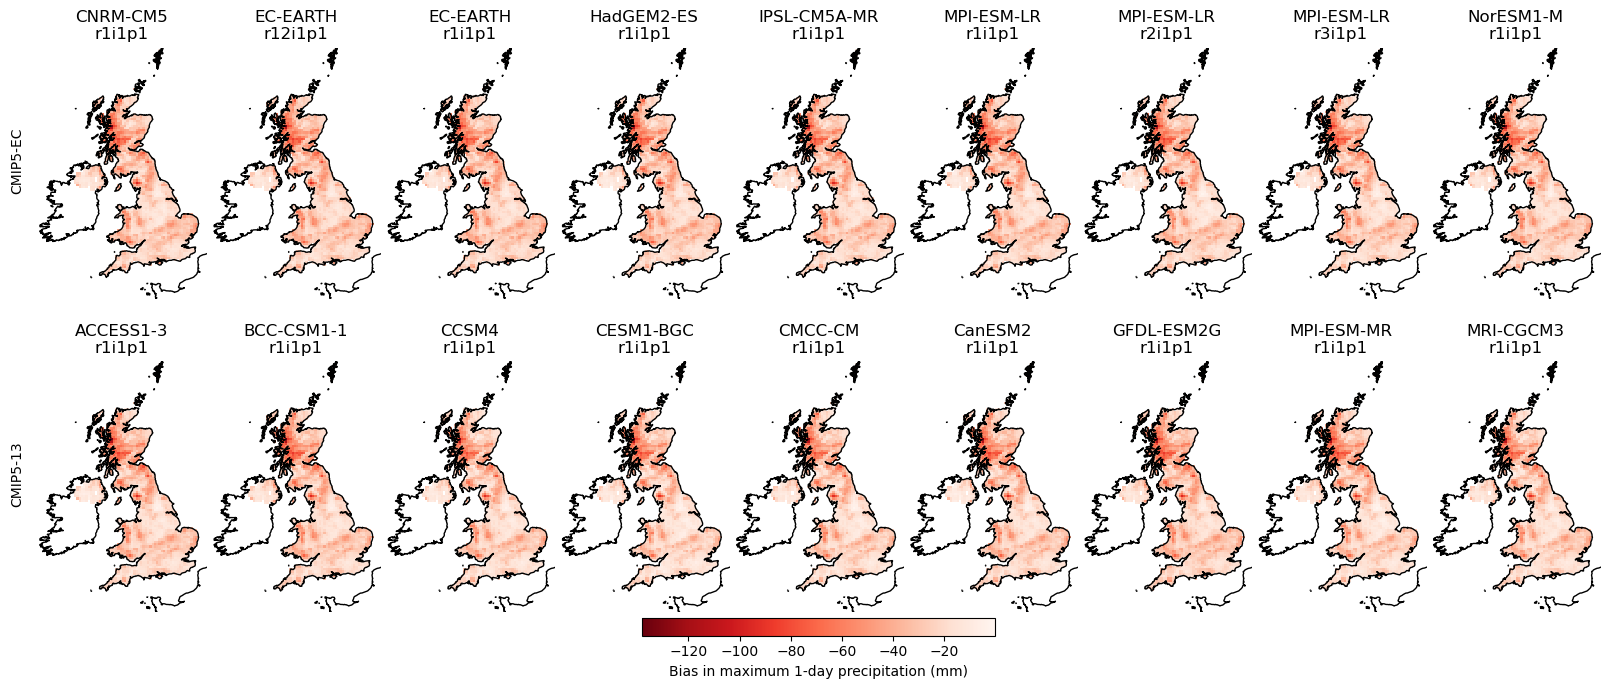 CNRM-CM5
r1i1p1
EC-EARTH
r12i1p1
EC-EARTH
r1i1p1
HadGEM2-ES
r1i1p1
IPSL-CM5A-MR
r1i1p1
MPI-ESM-LR
r1i1p1
MPI-ESM-LR
r2i1p1
MPI-ESM-LR
r3i1p1
NorESM1-M
r1i1p1
CMIP5-EC
ACCESS1-3
r1i1p1
BCC-CSM1-1
r1i1p1
CCSM4
r1i1p1
CESM1-BGC
r1i1p1
CMCC-CM
r1i1p1
CanESM2
r1i1p1
GFDL-ESM2G
r1i1p1
MPI-ESM-MR
r1i1p1
MRI-CGCM3
r1i1p1
CMIP5-13
−120 −100 −80 −60 −40 −20
Bias in maximum 1-day precipitation (mm)